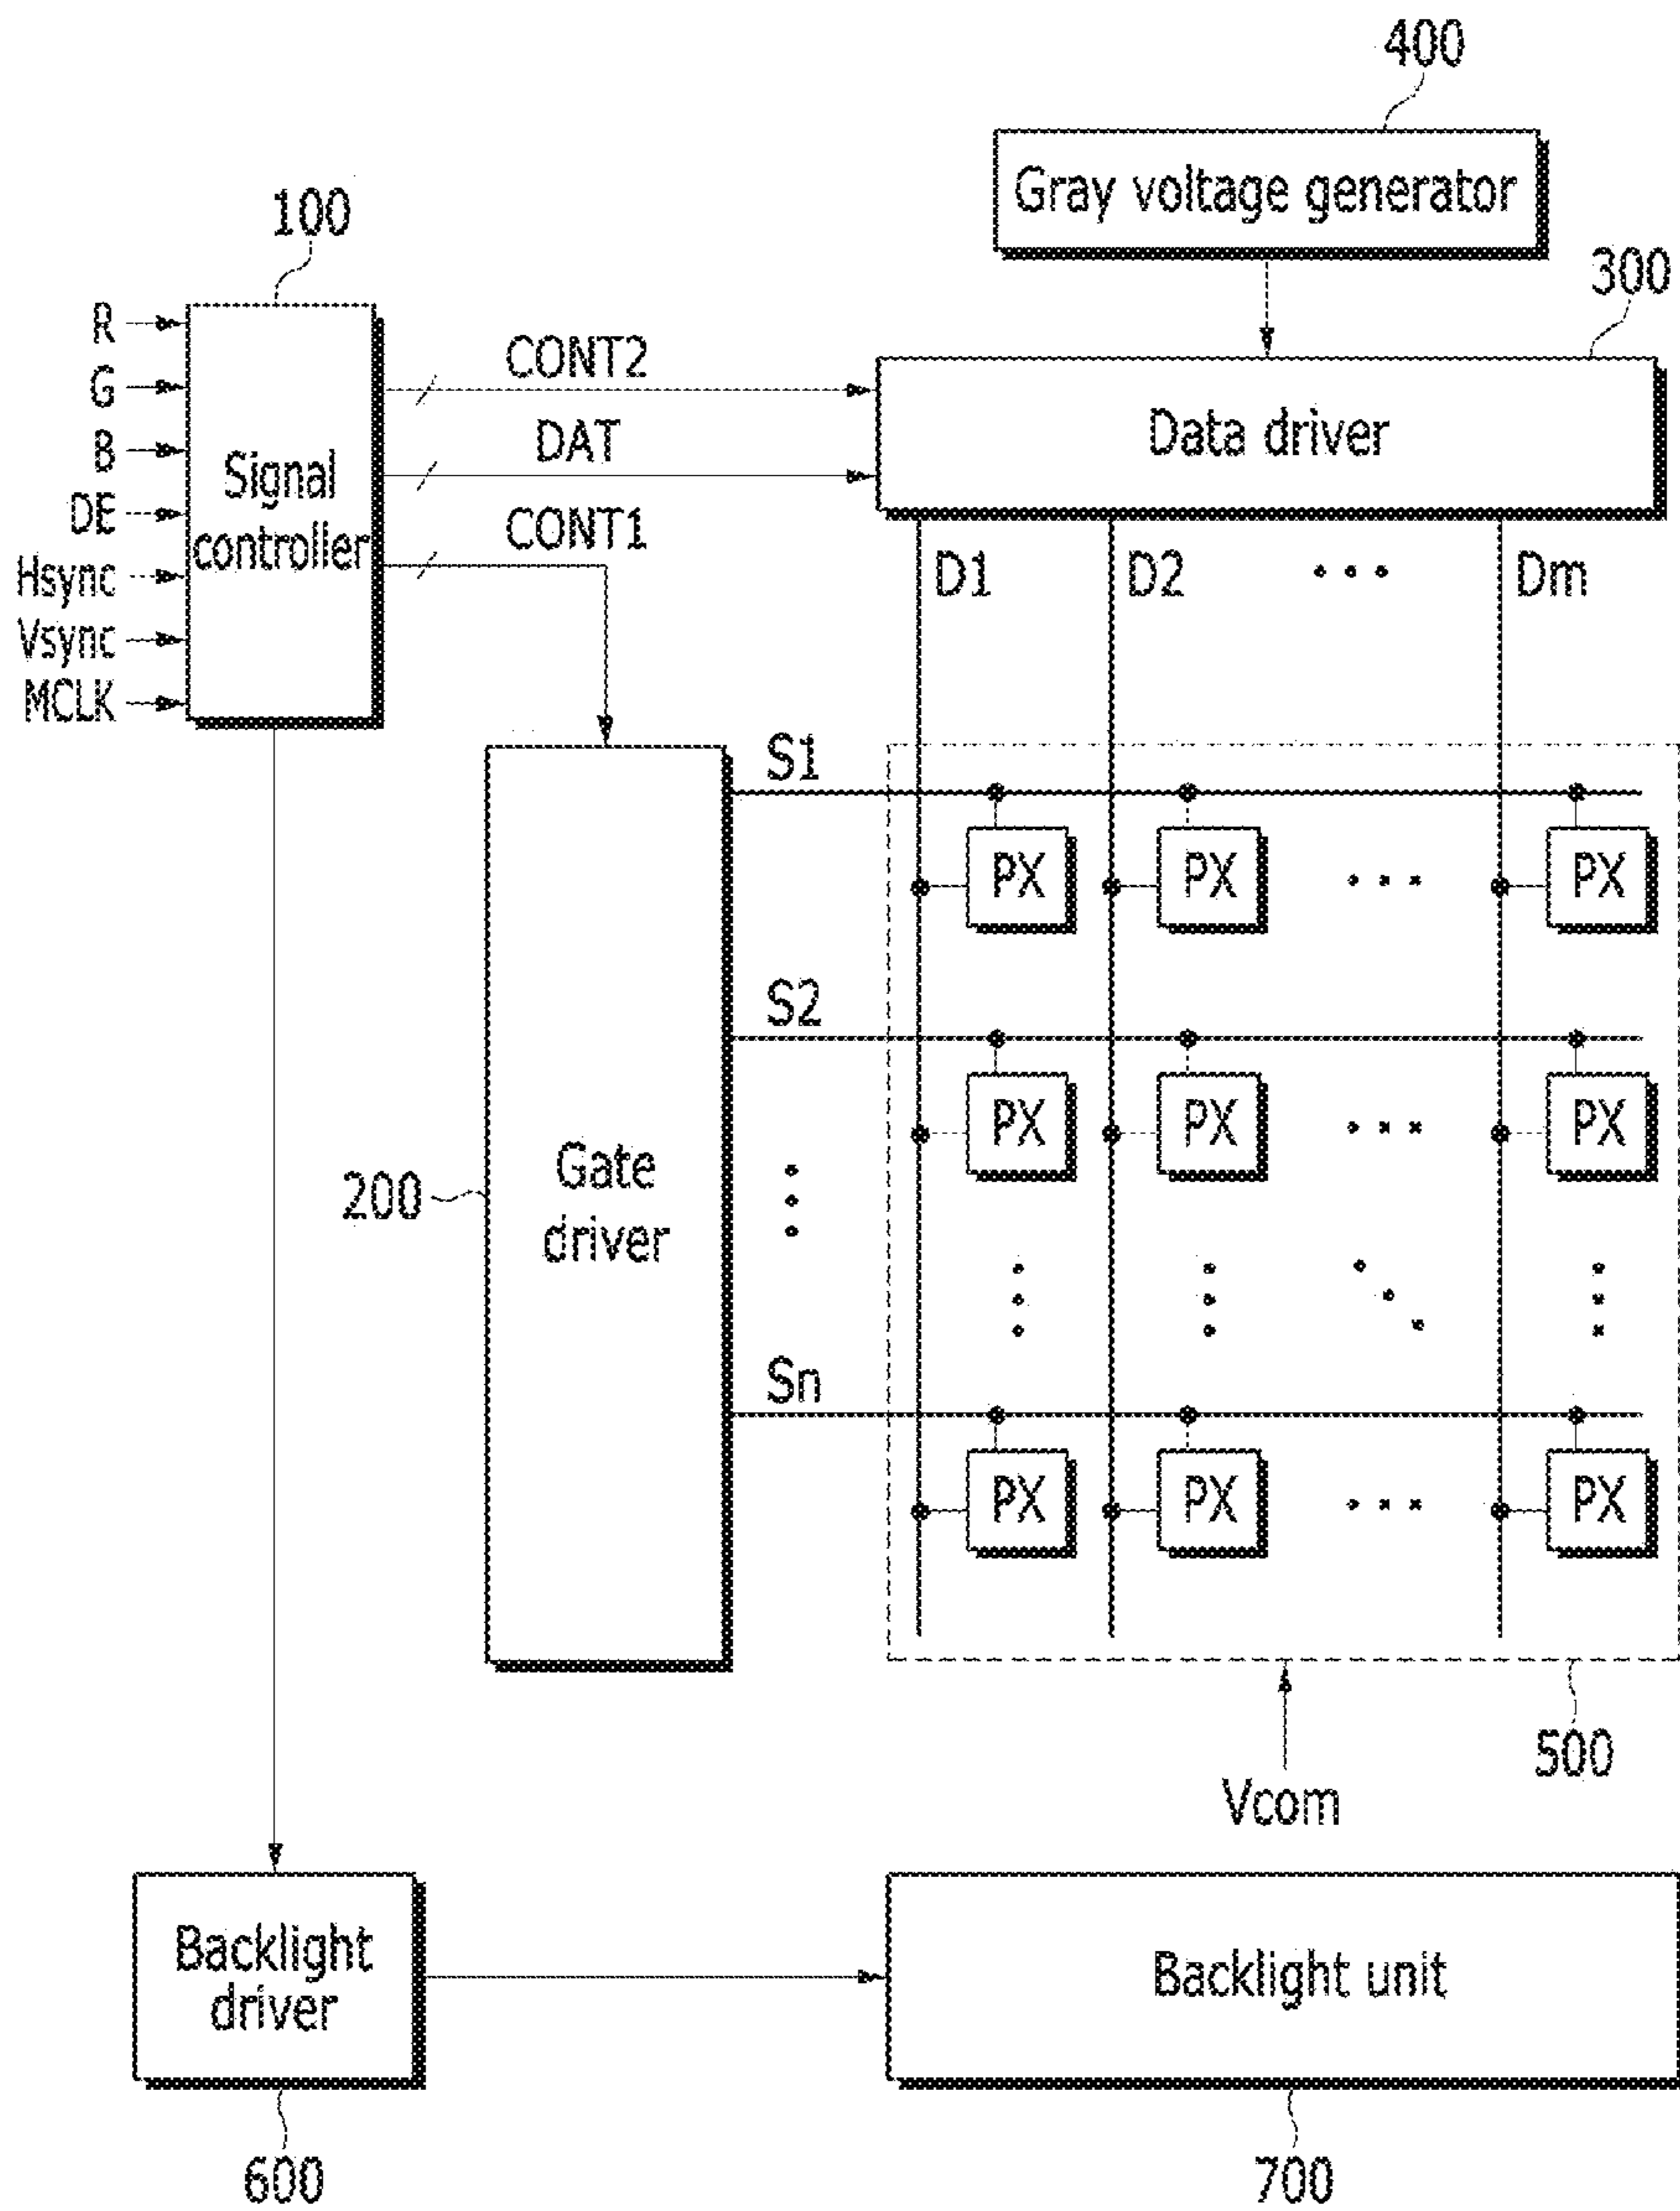 400
Gray voltage generator
100
300
R
G
B
DE
Hsync
Vsync
MCLK
Signal
controller
CONT2
DAT
CONT1
Data driver
D1 D2 Dm
S1
PX PX PX
S2
PX PX PX
200
Gate
driver
Sn
PX PX PX
500
Vcom
Backlight
driver
Backlight unit
600
700